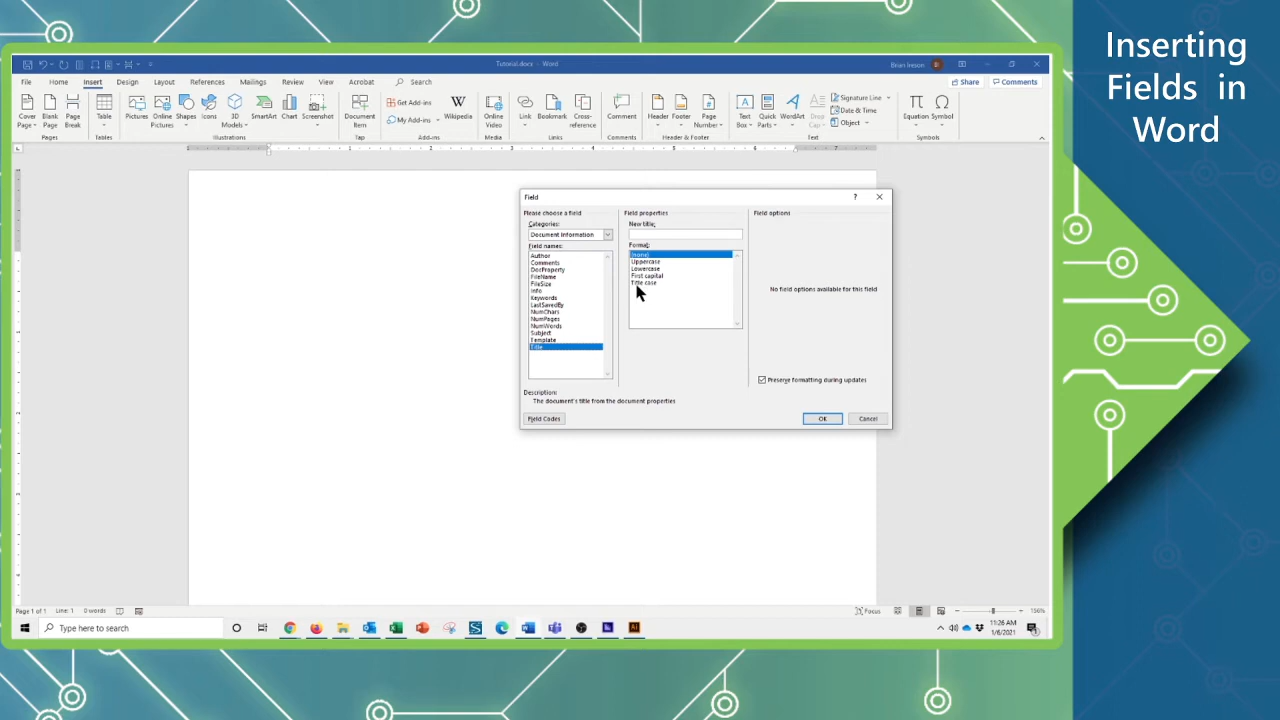 Inserting
Fields in
Word
Tutorial.docx - Word
Brian Ireson
File Home Insert Design Layout References Mailings Review View Acrobat Search
Share Comments
Cover Page
Blank Page
Page Break
Table
Pictures
Online Pictures
Shapes
Icons
3D Models
SmartArt
Chart
Screenshot
Document Item
Get Add-ins
My Add-ins
Wikipedia
Online Video
Link
Bookmark
Cross-reference
Comment
Header
Footer
Page Number
Text Box
Quick Parts
WordArt
Drop Cap
Signature Line
Date & Time
Object
Equation
Symbol
Pages Tables Illustrations Tap Add-ins Media Links Comments Header & Footer Text Symbols
Field
?
Please choose a field
Categories:
Document Information
Field names:
Author
Comments
DocProperty
FileName
FileSize
Info
Keywords
LastSavedBy
NumChars
NumPages
NumWords
Subject
Template
Title
Field properties
New title:
Format:
(none)
Uppercase
Lowercase
First capital
Title case
Field options
No field options available for this field
Preserve formatting during updates
Description:
The document's title from the document properties
Field Codes
OK
Cancel
Page 1 of 1 Line: 1 0 words
Focus
156%
Type here to search
11:26 AM
1/6/2021